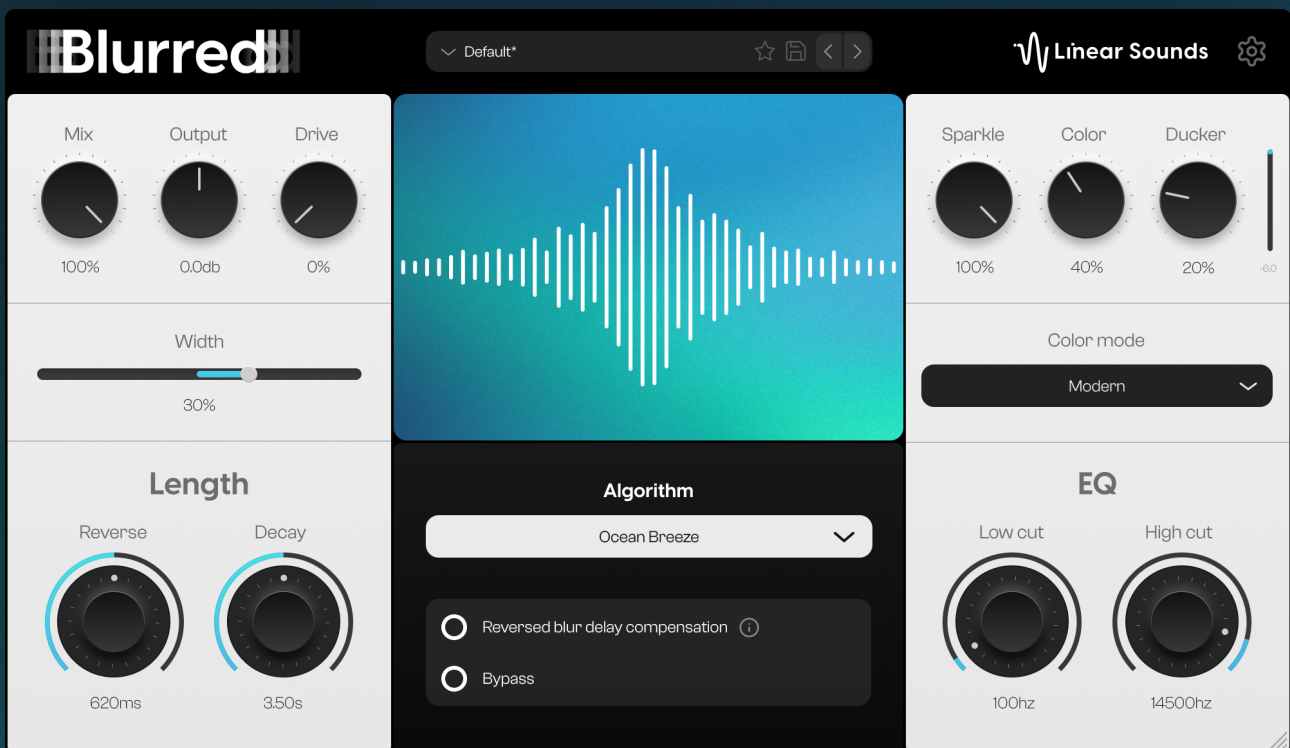 Blurred
Default*
Linear Sounds
Mix
Output
Drive
100%
0.0db
0%
Width
30%
Length
Reverse
Decay
620ms
3.50s
Algorithm
Ocean Breeze
Reversed blur delay compensation
Bypass
Sparkle
Color
Ducker
100%
40%
20%
-6.0
Color mode
Modern
EQ
Low cut
High cut
100hz
14500hz